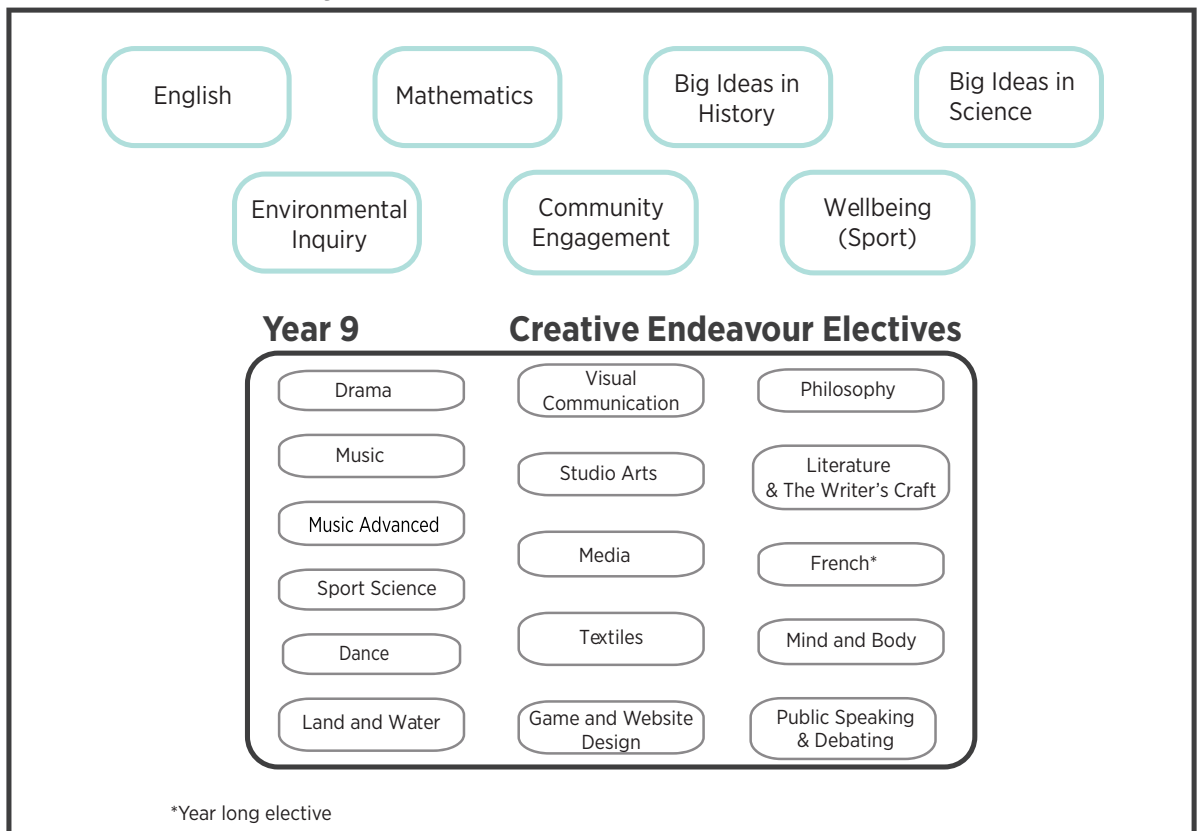 English
Mathematics
Big Ideas in
History
Big Ideas in
Science
Environmental
Inquiry
Community
Engagement
Wellbeing
(Sport)
Year 9
Creative Endeavour Electives
Drama
Music
Music Advanced
Sport Science
Dance
Land and Water
Visual
Communication
Studio Arts
Media
Textiles
Game and Website
Design
Philosophy
Literature
& The Writer's Craft
French*
Mind and Body
Public Speaking
& Debating
*Year long elective